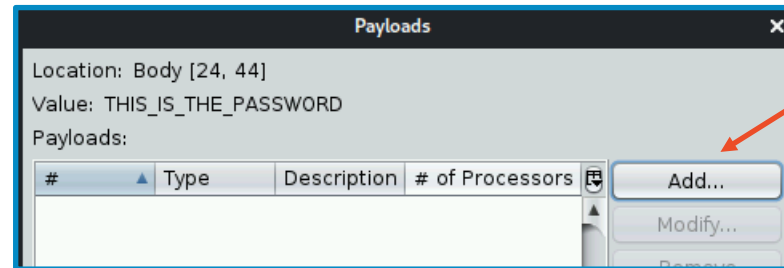 Payloads
Location: Body [24, 44]
Value: THIS_IS_THE_PASSWORD
Payloads:
# Type Description # of Processors
Add...
Modify...